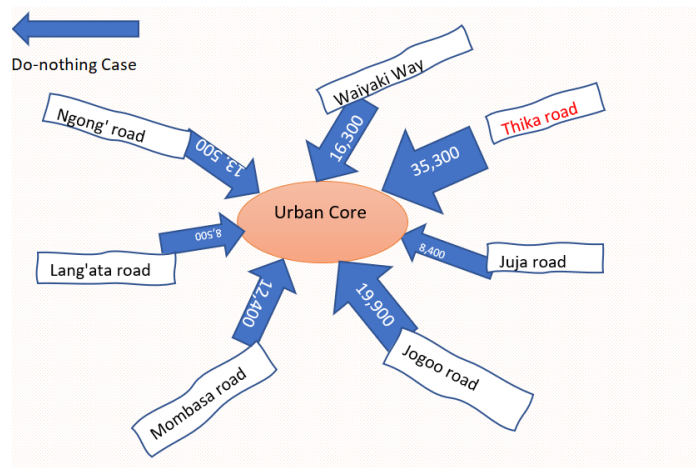 Do-nothing Case
Waiyaki Way
Ngong' road
Thika road
13, 500
16,300
35,300
Urban Core
8,500
8,400
Lang'ata road
Juja road
12,400
19,900
Jogoo road
Mombasa road